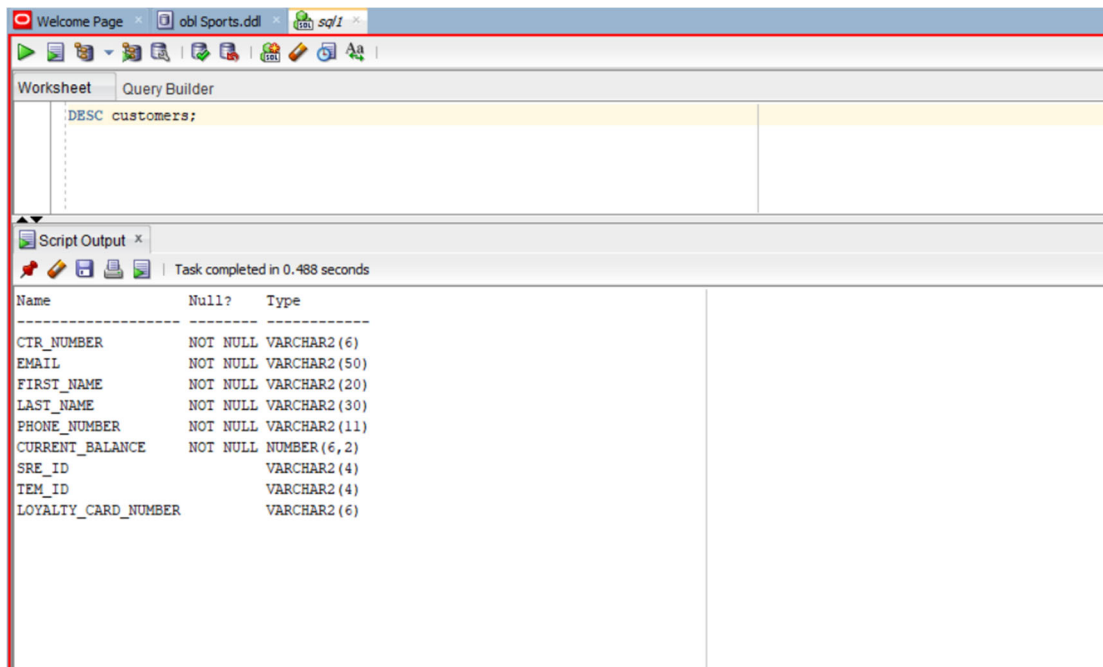 Welcome Page obl Sports.ddl sql1
Worksheet Query Builder
DESC customers;
Script Output
Task completed in 0.488 seconds
Name Null? Type
------------------- -------- ------------
CTR_NUMBER NOT NULL VARCHAR2(6)
EMAIL NOT NULL VARCHAR2(50)
FIRST_NAME NOT NULL VARCHAR2(20)
LAST_NAME NOT NULL VARCHAR2(30)
PHONE_NUMBER NOT NULL VARCHAR2(11)
CURRENT_BALANCE NOT NULL NUMBER(6,2)
SRE_ID VARCHAR2(4)
TEM_ID VARCHAR2(4)
LOYALTY_CARD_NUMBER VARCHAR2(6)